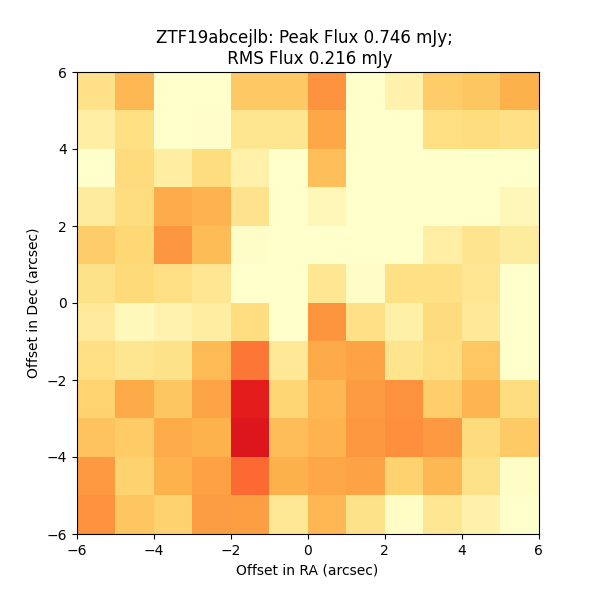 ZTF19abcejlb: Peak Flux 0.746 mJy;
RMS Flux 0.216 mJy
6
4
2
0
−2
−4
−6
Offset in Dec (arcsec)
−6 −4 −2 0 2 4 6
Offset in RA (arcsec)